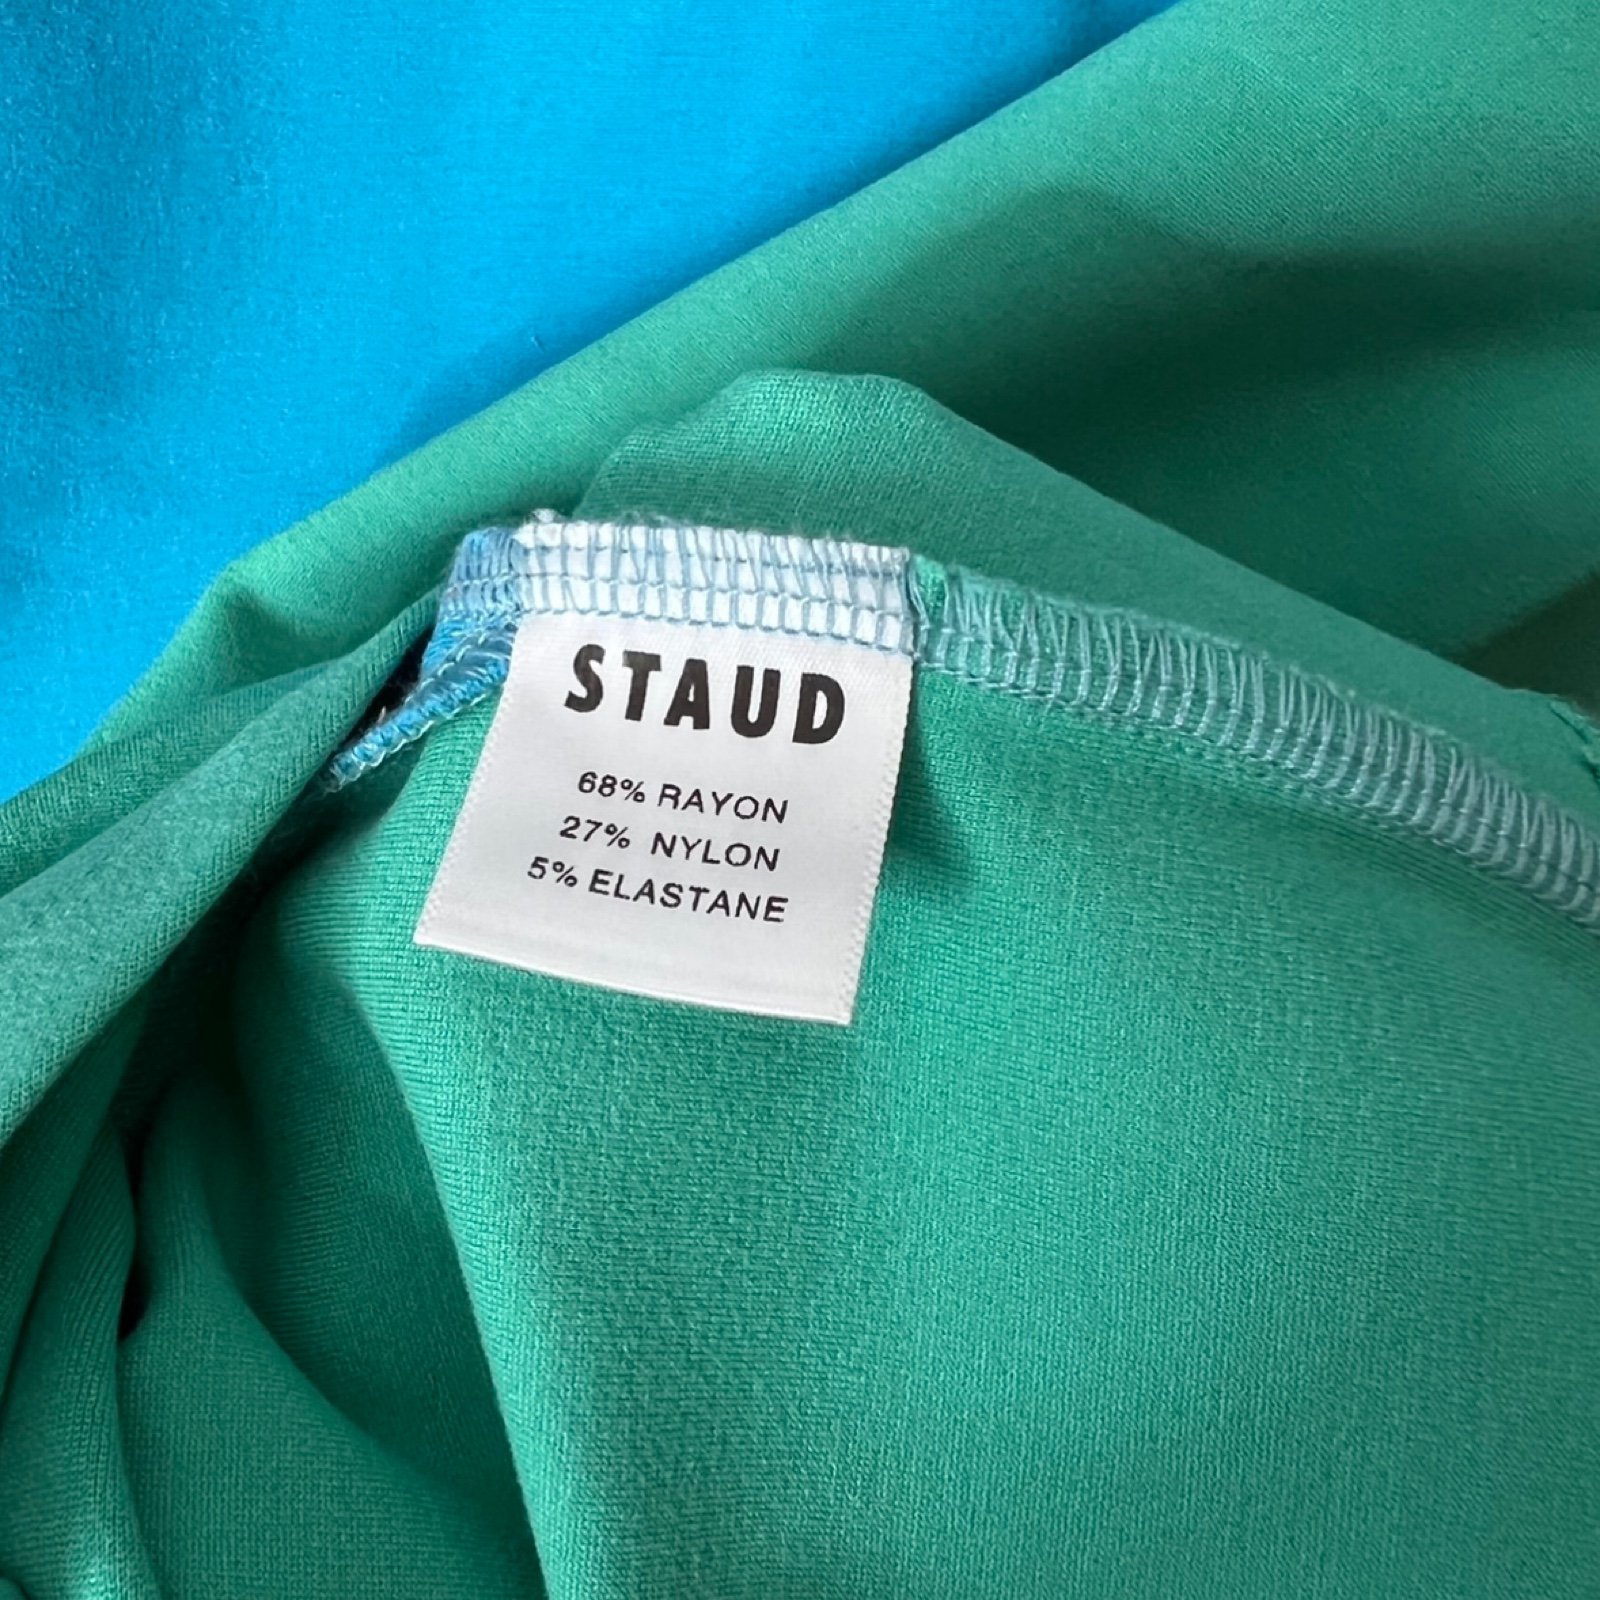 STAUD
68% RAYON
27% NYLON
5% ELASTANE